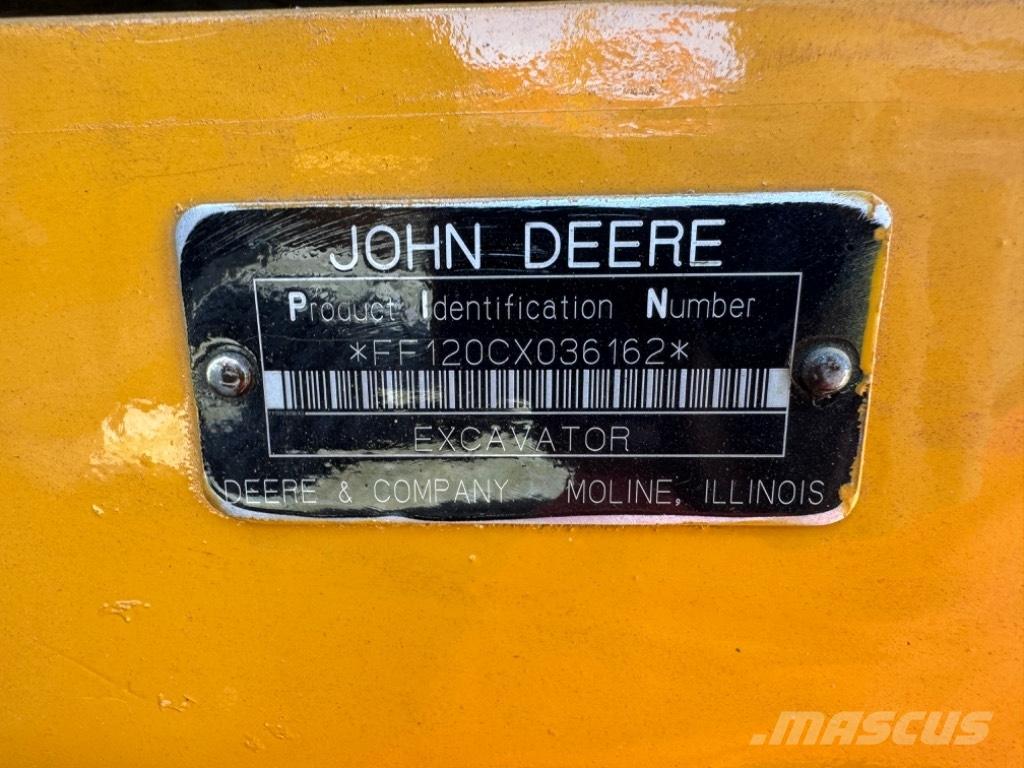 JOHN DEERE
Product Identification Number
*FF120CX036162*
EXCAVATOR
DEERE & COMPANY MOLINE, ILLINOIS
MASCUS